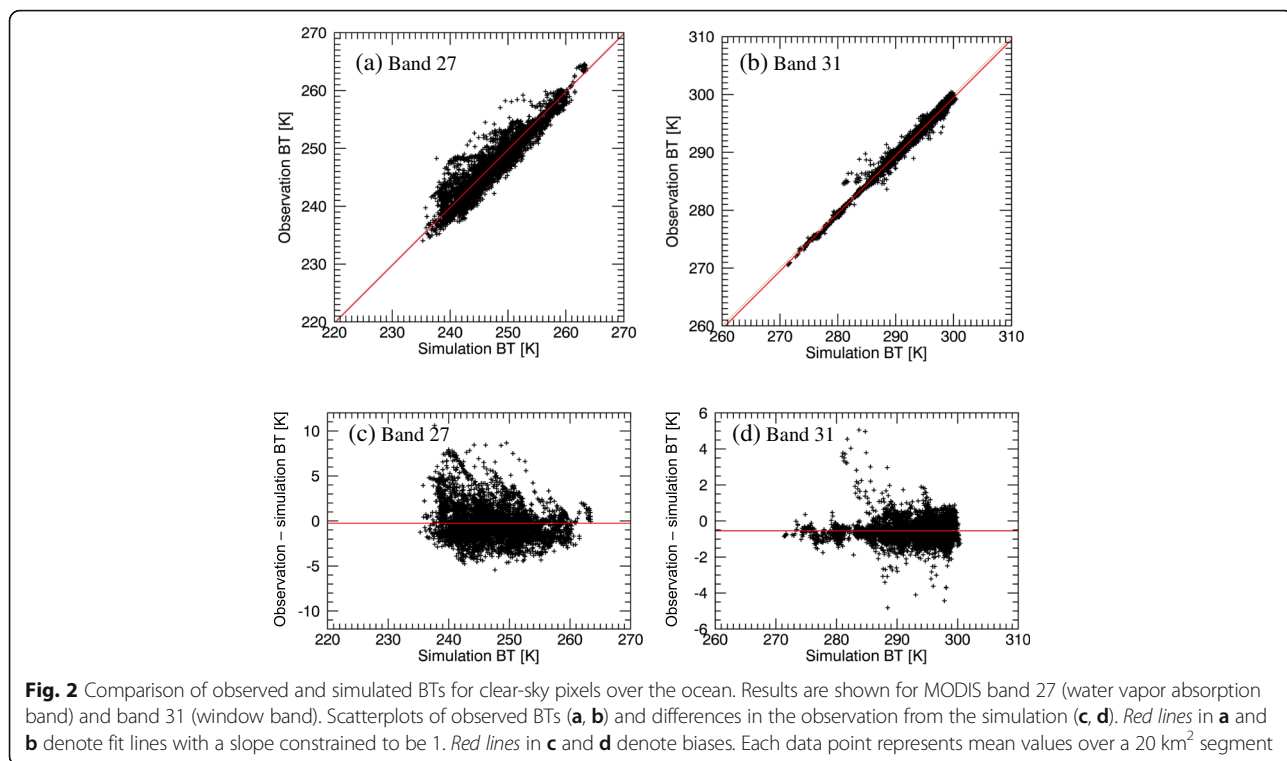 270
260
250
240
230
220
220 230 240 250 260 270
(a) Band 27
Observation BT [K]
Simulation BT [K]
310
300
290
280
270
260
260 270 280 290 300 310
(b) Band 31
Observation BT [K]
Simulation BT [K]
10
5
0
-5
-10
220 230 240 250 260 270
(c) Band 27
Observation – simulation BT [K]
Simulation BT [K]
6
4
2
0
-2
-4
-6
260 270 280 290 300 310
(d) Band 31
Observation – simulation BT [K]
Simulation BT [K]
Fig. 2 Comparison of observed and simulated BTs for clear-sky pixels over the ocean. Results are shown for MODIS band 27 (water vapor absorption
band) and band 31 (window band). Scatterplots of observed BTs (a, b) and differences in the observation from the simulation (c, d). Red lines in a and
b denote fit lines with a slope constrained to be 1. Red lines in c and d denote biases. Each data point represents mean values over a 20 km² segment